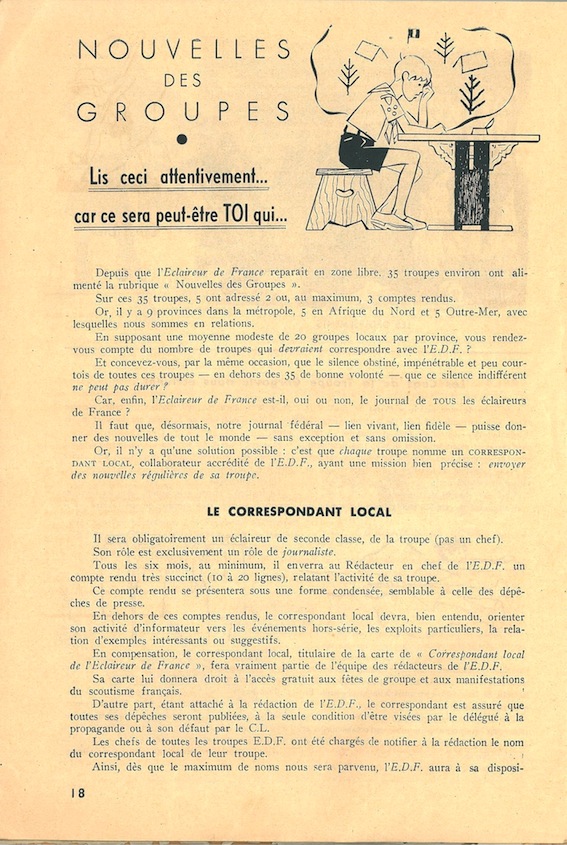 NOUVELLES
DES
GROUPES
Lis ceci attentivement...
car ce sera peut-être TOI qui...
Depuis que l'Eclaireur de France reparaît en zone libre, 35 troupes environ ont ali-
menté la rubrique « Nouvelles des Groupes ».
Sur ces 35 troupes, 5 ont adressé 2 ou, au maximum, 3 comptes rendus.
Or, il y a 9 provinces dans la métropole, 5 en Afrique du Nord et 5 Outre-Mer, avec
lesquelles nous sommes en relations.
En supposant une moyenne modeste de 20 groupes locaux par province, vous rendez-
vous compte du nombre de troupes qui devraient correspondre avec l'E.D.F. ?
Et concevez-vous, par la même occasion, que le silence obstiné, impénétrable et peu cour-
tois de toutes ces troupes — en dehors des 35 de bonne volonté — que ce silence indifférent
ne peut pas durer ?
Car, enfin, l'Eclaireur de France est-il, oui ou non, le journal de TOUS les éclaireurs
de France ?
Il faut que, désormais, notre journal fédéral — lien vivant, lien fidèle — puisse don-
ner des nouvelles de tout le monde — sans exception et sans omission.
Or, il n'y a qu'une solution possible : c'est que chaque troupe nomme un CORRESPON-
DANT LOCAL, collaborateur accrédité de l'E.D.F., ayant une mission bien précise : envoyer
des nouvelles régulières de sa troupe.
LE CORRESPONDANT LOCAL
Il sera obligatoirement un éclaireur de seconde classe, de la troupe (pas un chef).
Son rôle est exclusivement un rôle de journaliste.
Tous les six mois, au minimum, il enverra au Rédacteur en chef de l'E.D.F. un
compte rendu très succinct (10 à 20 lignes), relatant l'activité de sa troupe.
Ce compte rendu se présentera sous une forme condensée, semblable à celle des dépê-
ches de presse.
En dehors de ces comptes rendus, le correspondant local devra, bien entendu, orienter
son activité d'informateur vers les événements hors-série, les exploits particuliers, la rela-
tion d'exemples intéressants ou suggestifs.
En compensation, le correspondant local, titulaire de la carte de « Correspondant local
de l'Eclaireur de France », fera vraiment partie de l'équipe des rédacteurs de l'E.D.F.
Sa carte lui donnera droit à l'accès gratuit aux fêtes de groupe et aux manifestations
du scoutisme français.
D'autre part, étant attaché à la rédaction de l'E.D.F., le correspondant est assuré que
toutes ses dépêches seront publiées, à la seule condition d'être visées par le délégué à la
propagande ou à son défaut par le C.L.
Les chefs de toutes les troupes E.D.F. ont été chargés de notifier à la rédaction le nom
du correspondant local de leur troupe.
Ainsi, dès que le maximum de noms nous sera parvenu, l'E.D.F. aura à sa disposi-
18